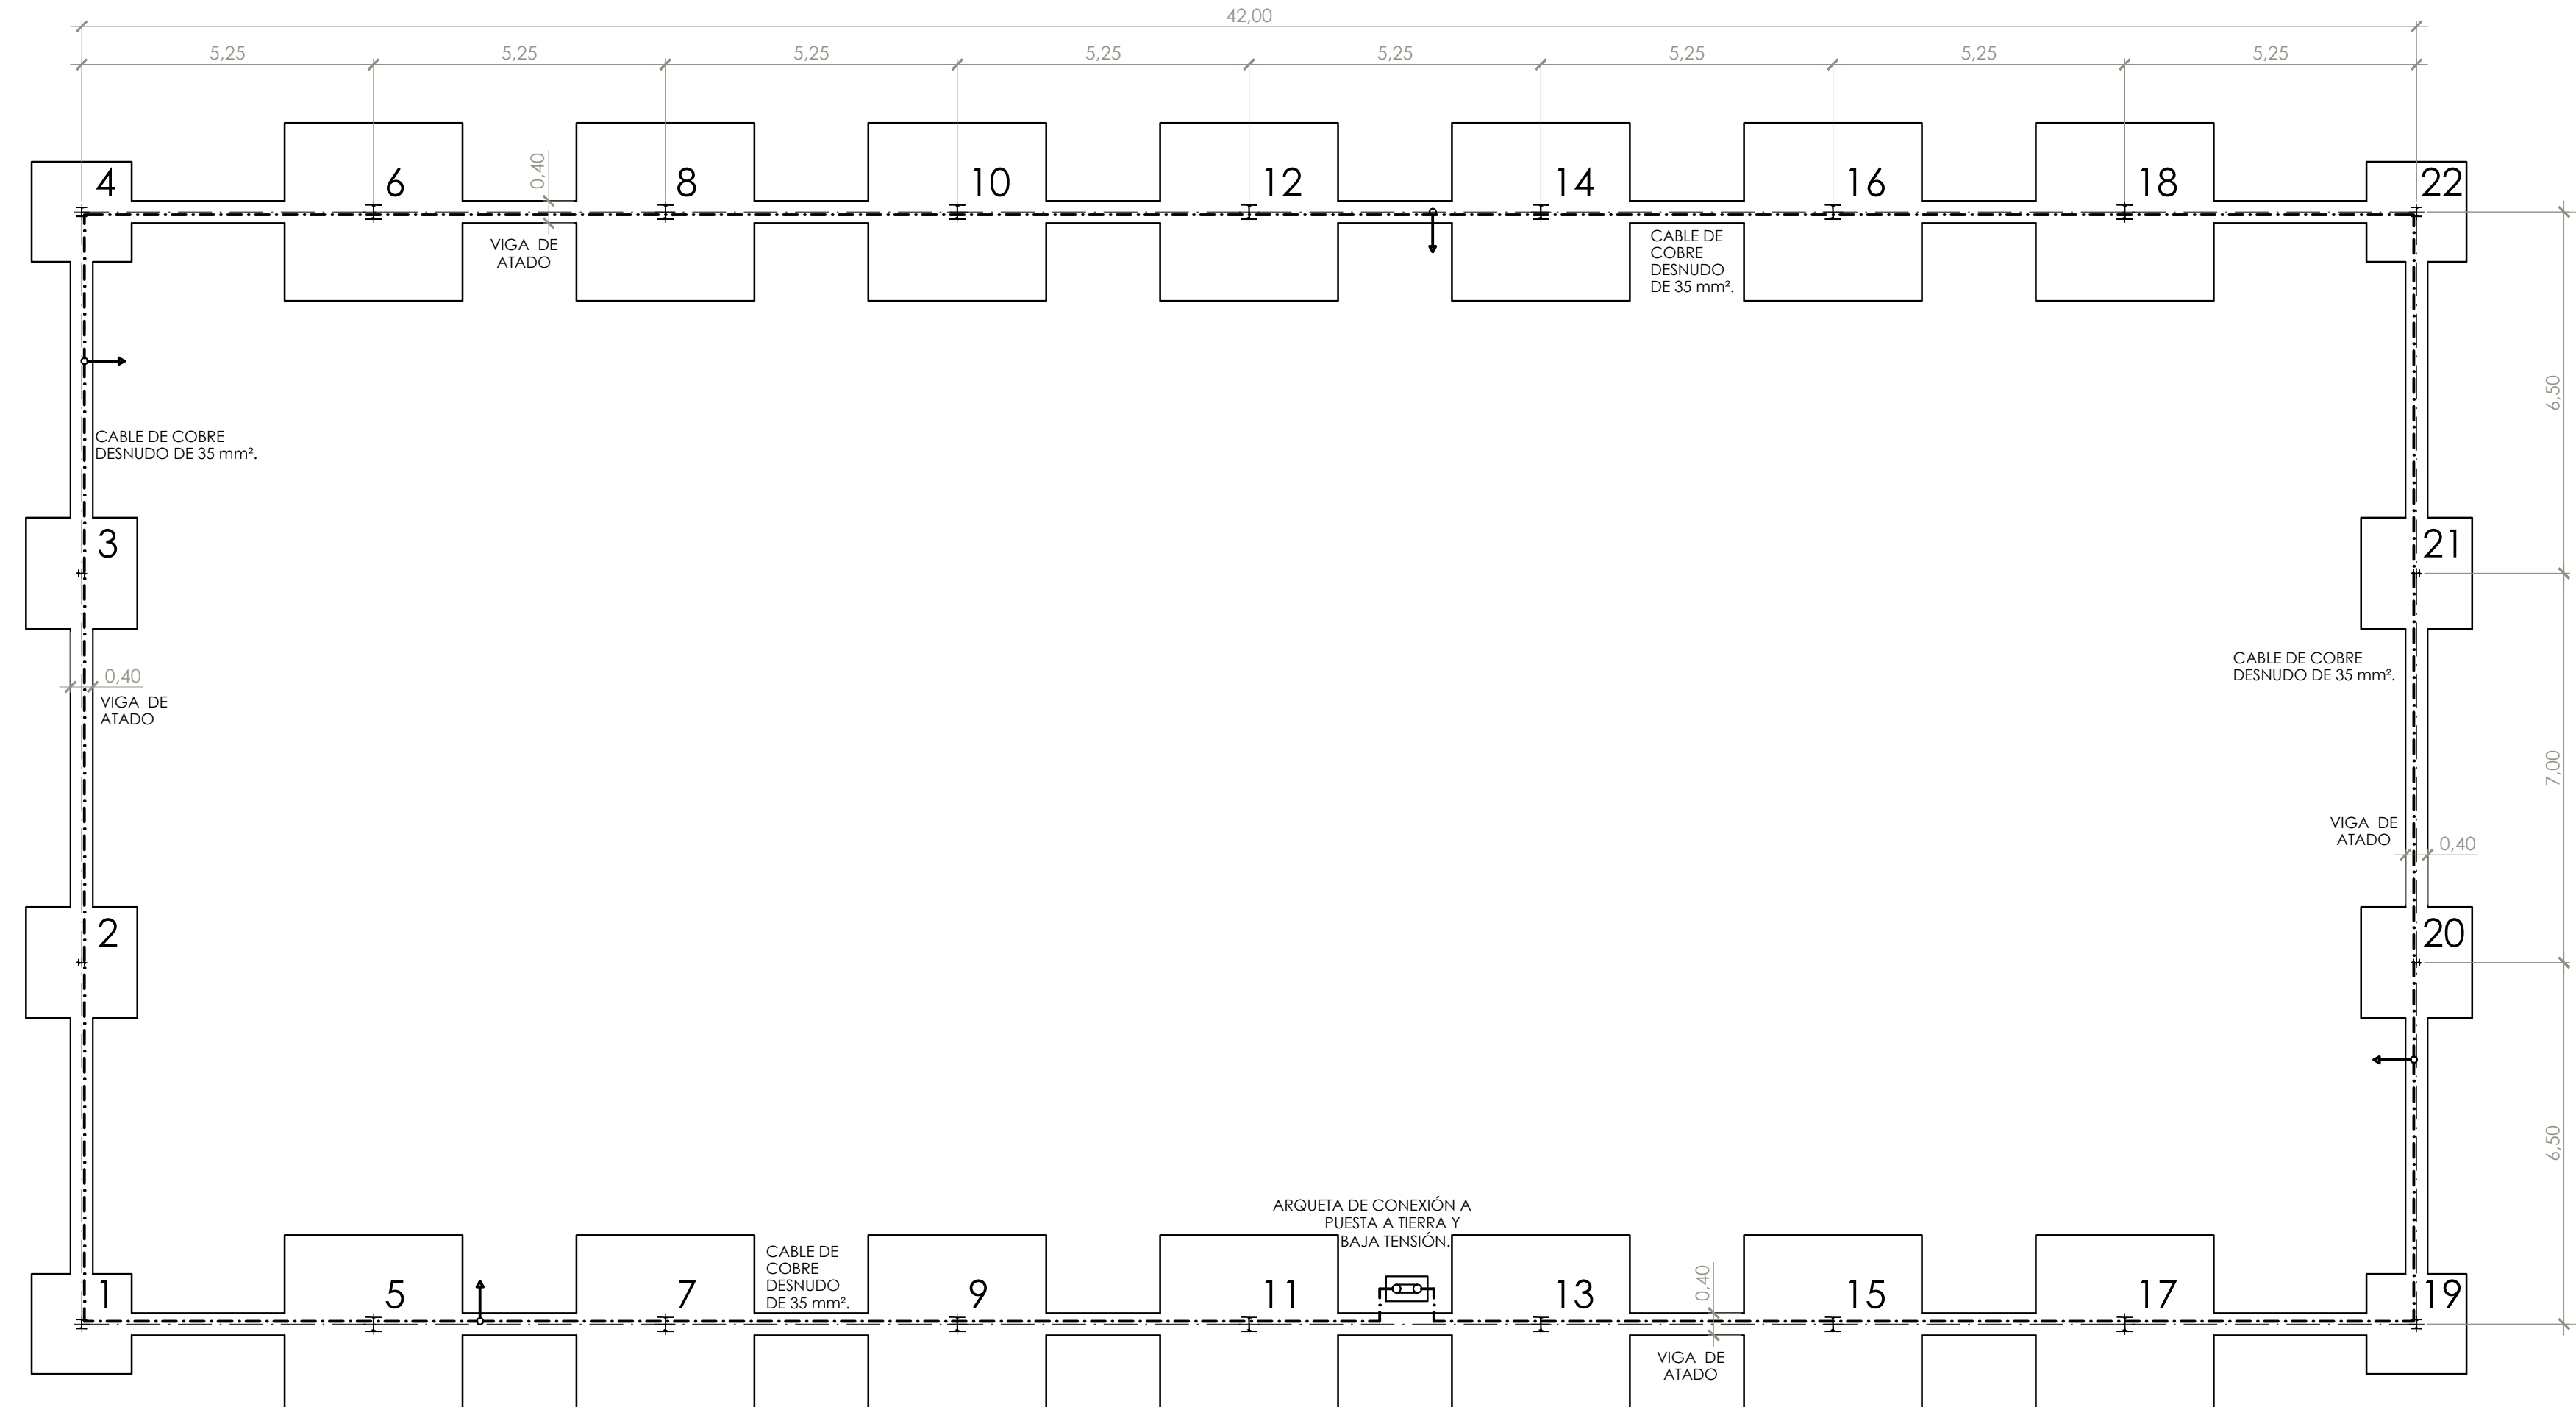 42,00
5,25
5,25
5,25
5,25
5,25
5,25
5,25
5,25
4
6
0,40
8
10
12
14
16
18
22
VIGA DE
ATADO
CABLE DE
COBRE
DESNUDO
DE 35 mm².
6,50
CABLE DE COBRE
DESNUDO DE 35 mm².
3
21
0,40
VIGA DE
ATADO
CABLE DE COBRE
DESNUDO DE 35 mm².
7,00
VIGA DE
ATADO
0,40
2
20
6,50
ARQUETA DE CONEXIÓN A
PUESTA A TIERRA Y
BAJA TENSIÓN.
CABLE DE
COBRE
DESNUDO
DE 35 mm².
1
5
7
9
11
13
0,40
15
17
19
VIGA DE
ATADO